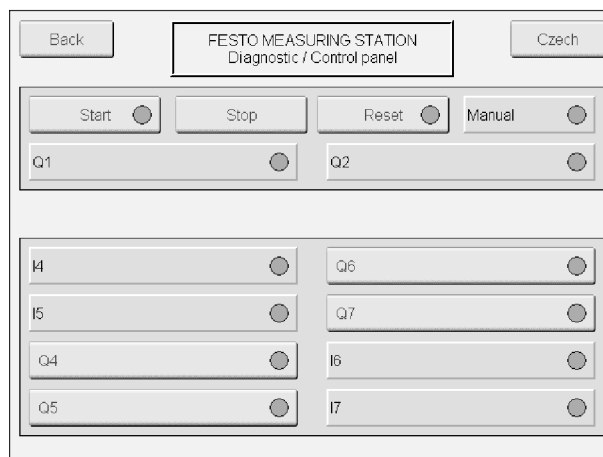 Back
FESTO MEASURING STATION
Diagnostic / Control panel
Czech
Start
Stop
Reset
Manual
Q1
Q2
I4
Q6
I5
Q7
Q4
I6
Q5
I7